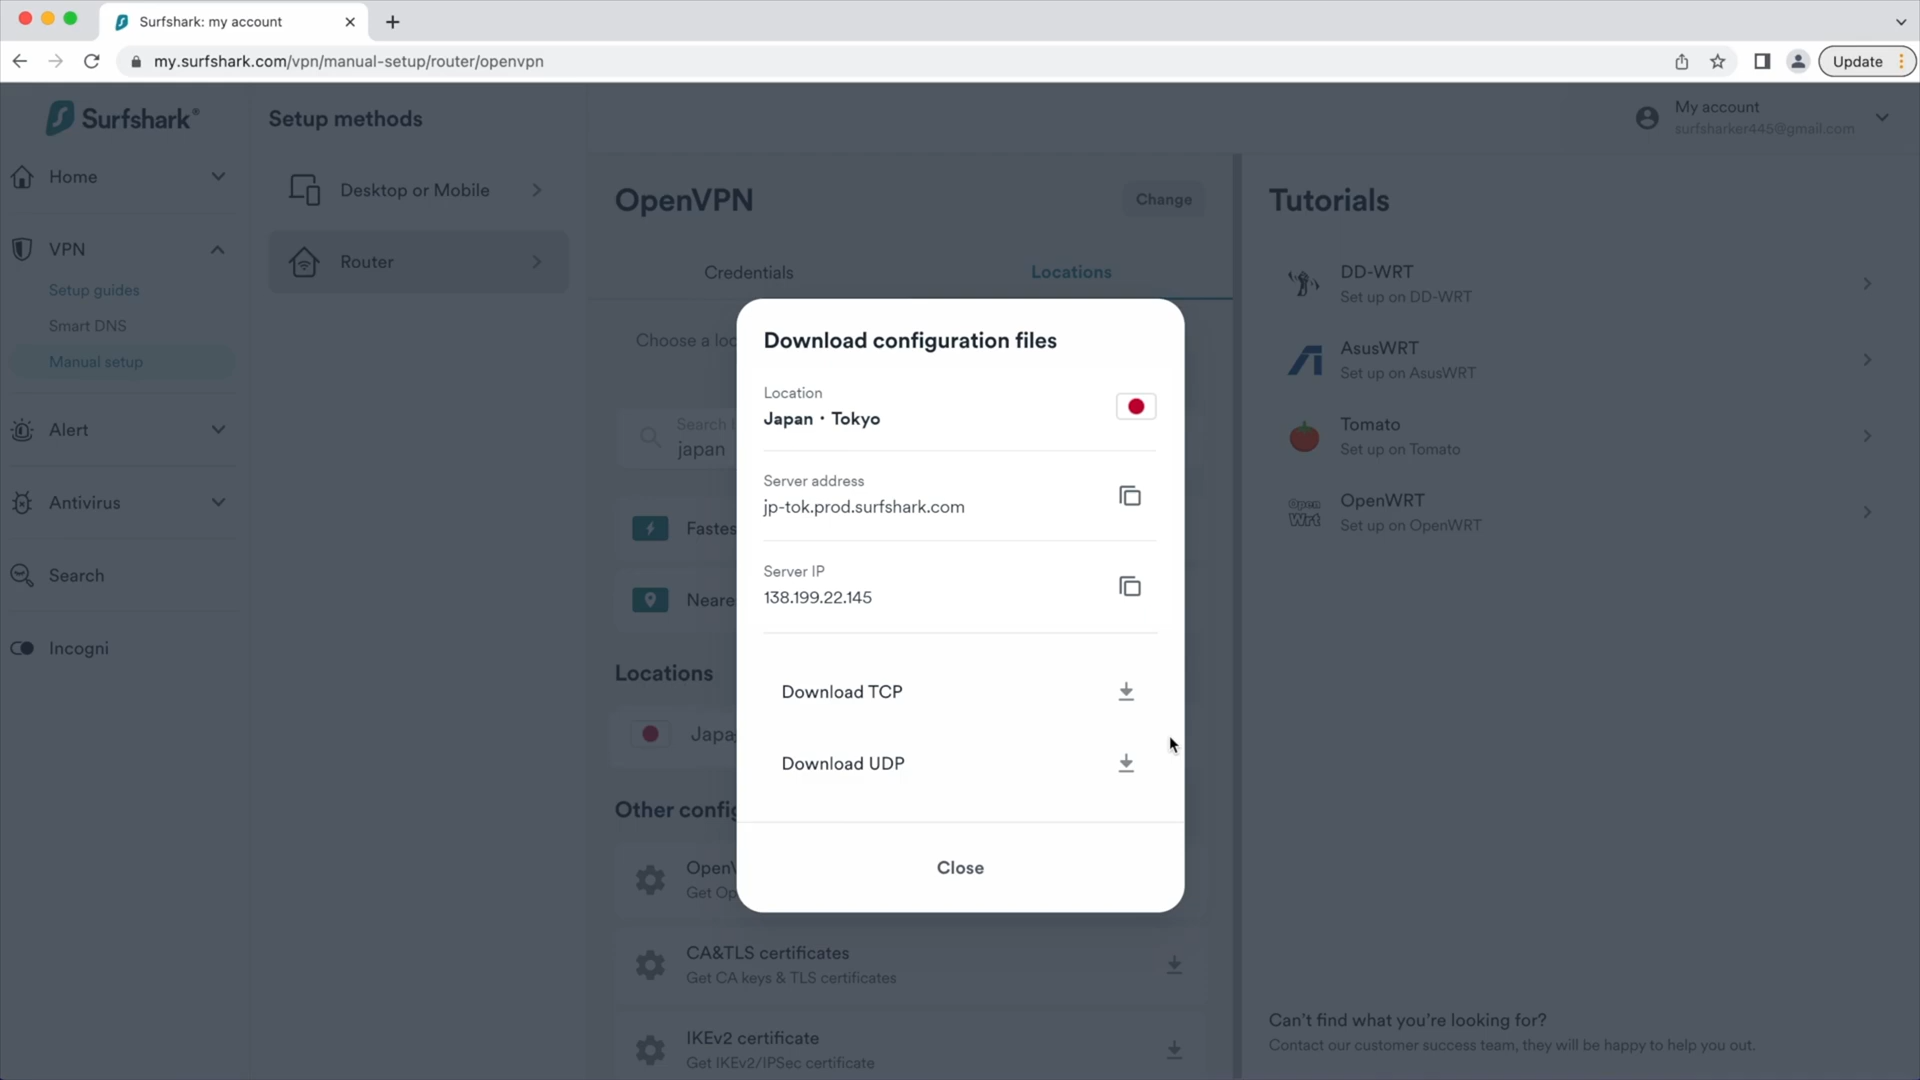 Surfshark: my account
my.surfshark.com/vpn/manual-setup/router/openvpn
Update
Surfshark®
Home
VPN
Setup guides
Smart DNS
Manual setup
Alert
Antivirus
Search
Incogni
Setup methods
Desktop or Mobile
Router
My account
surfsharker445@gmail.com
OpenVPN
Change
Credentials
Locations
Choose a loc
Search
japan
Fastes
Neare
Locations
Japa
Other config
OpenV
Get Op
CA&TLS certificates
Get CA keys & TLS certificates
IKEv2 certificate
Get IKEv2/IPSec certificate
Download configuration files
Location
Japan · Tokyo
Server address
jp-tok.prod.surfshark.com
Server IP
138.199.22.145
Download TCP
Download UDP
Close
Tutorials
DD-WRT
Set up on DD-WRT
AsusWRT
Set up on AsusWRT
Tomato
Set up on Tomato
Open
Wrt
OpenWRT
Set up on OpenWRT
Can't find what you're looking for?
Contact our customer success team, they will be happy to help you out.